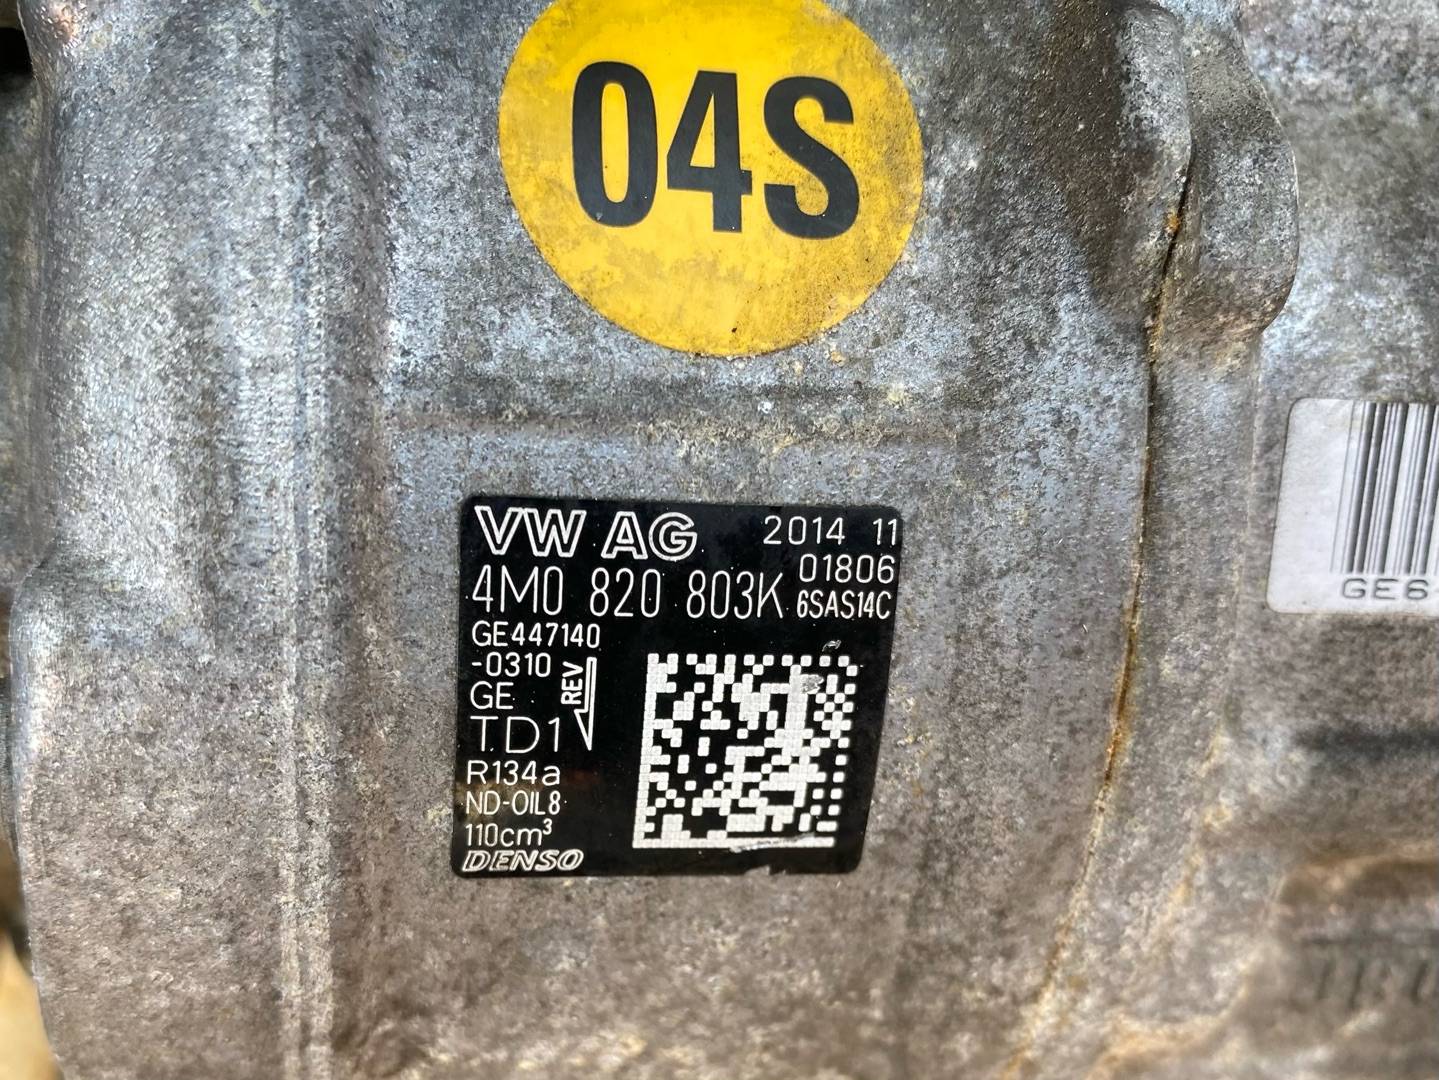 04S
VW AG 2014 11
01806
4M0 820 803K 6SAS14C
GE447140
-0310
REV
GE
TD1
R134a
ND-OIL8
110cm³
DENSO
GE6